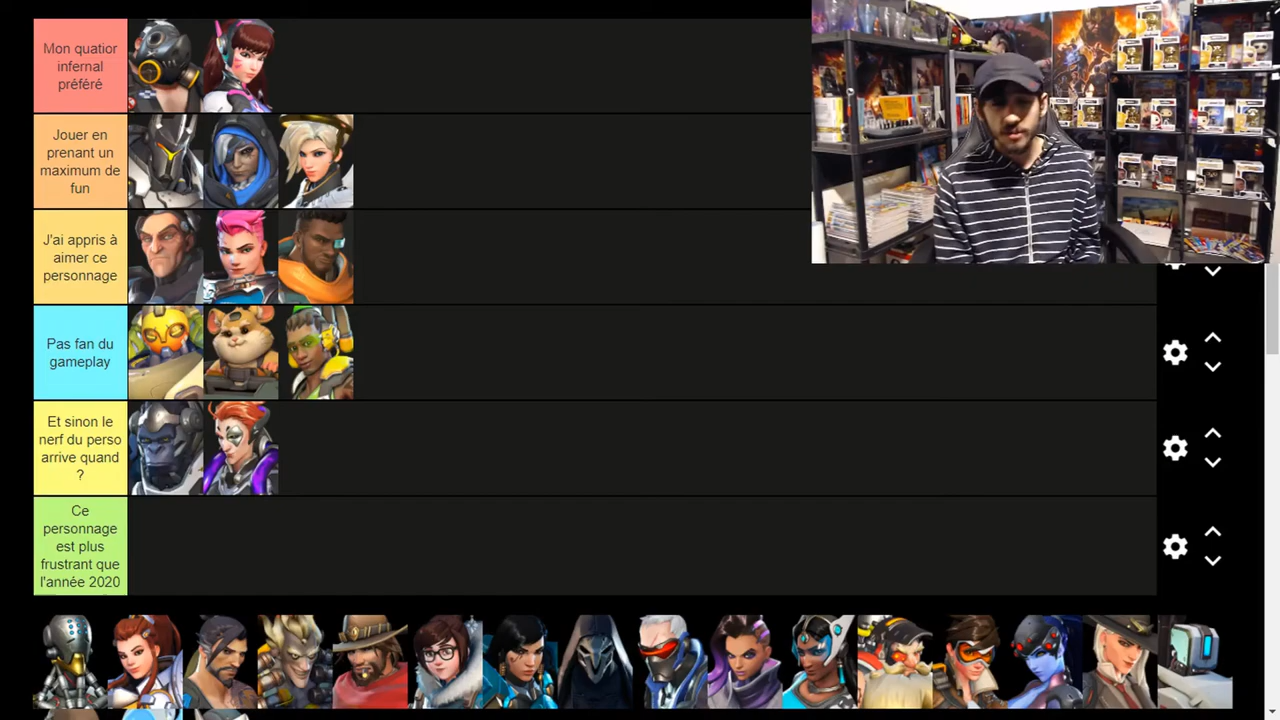 Mon quatior
infernal
préféré
Jouer en
prenant un
maximum de
fun
J'ai appris à
aimer ce
personnage
Pas fan du
gameplay
Et sinon le
nerf du perso
arrive quand
?
Ce
personnage
est plus
frustrant que
l'année 2020